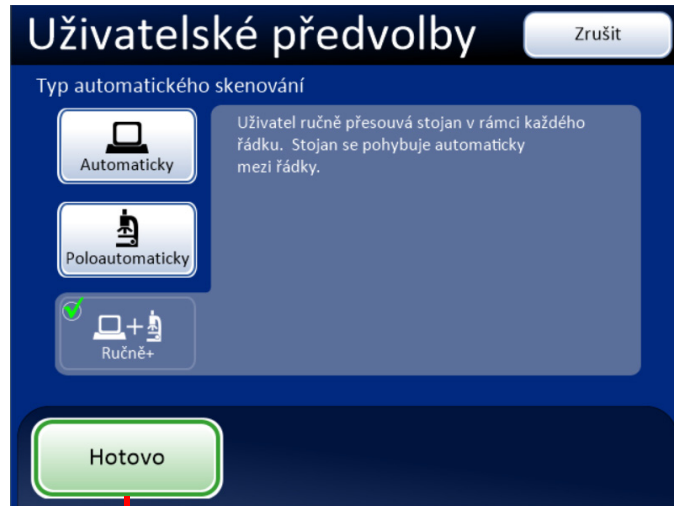 Uživatelské předvolby
Zrušit
Typ automatického skenování
Automaticky
Uživatel ručně přesouvá stojan v rámci každého
řádku. Stojan se pohybuje automaticky
mezi řádky.
Poloautomaticky
Ručně+
Hotovo